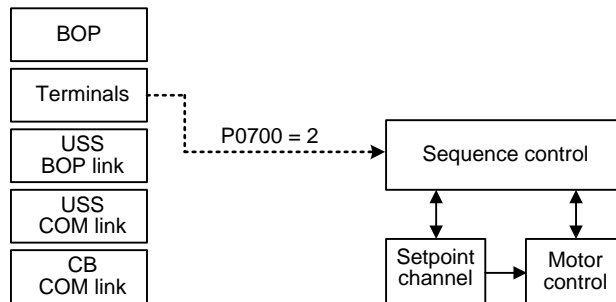 BOP
Terminals
P0700 = 2
USS
BOP link
Sequence control
USS
COM link
CB
COM link
Setpoint
channel
Motor
control